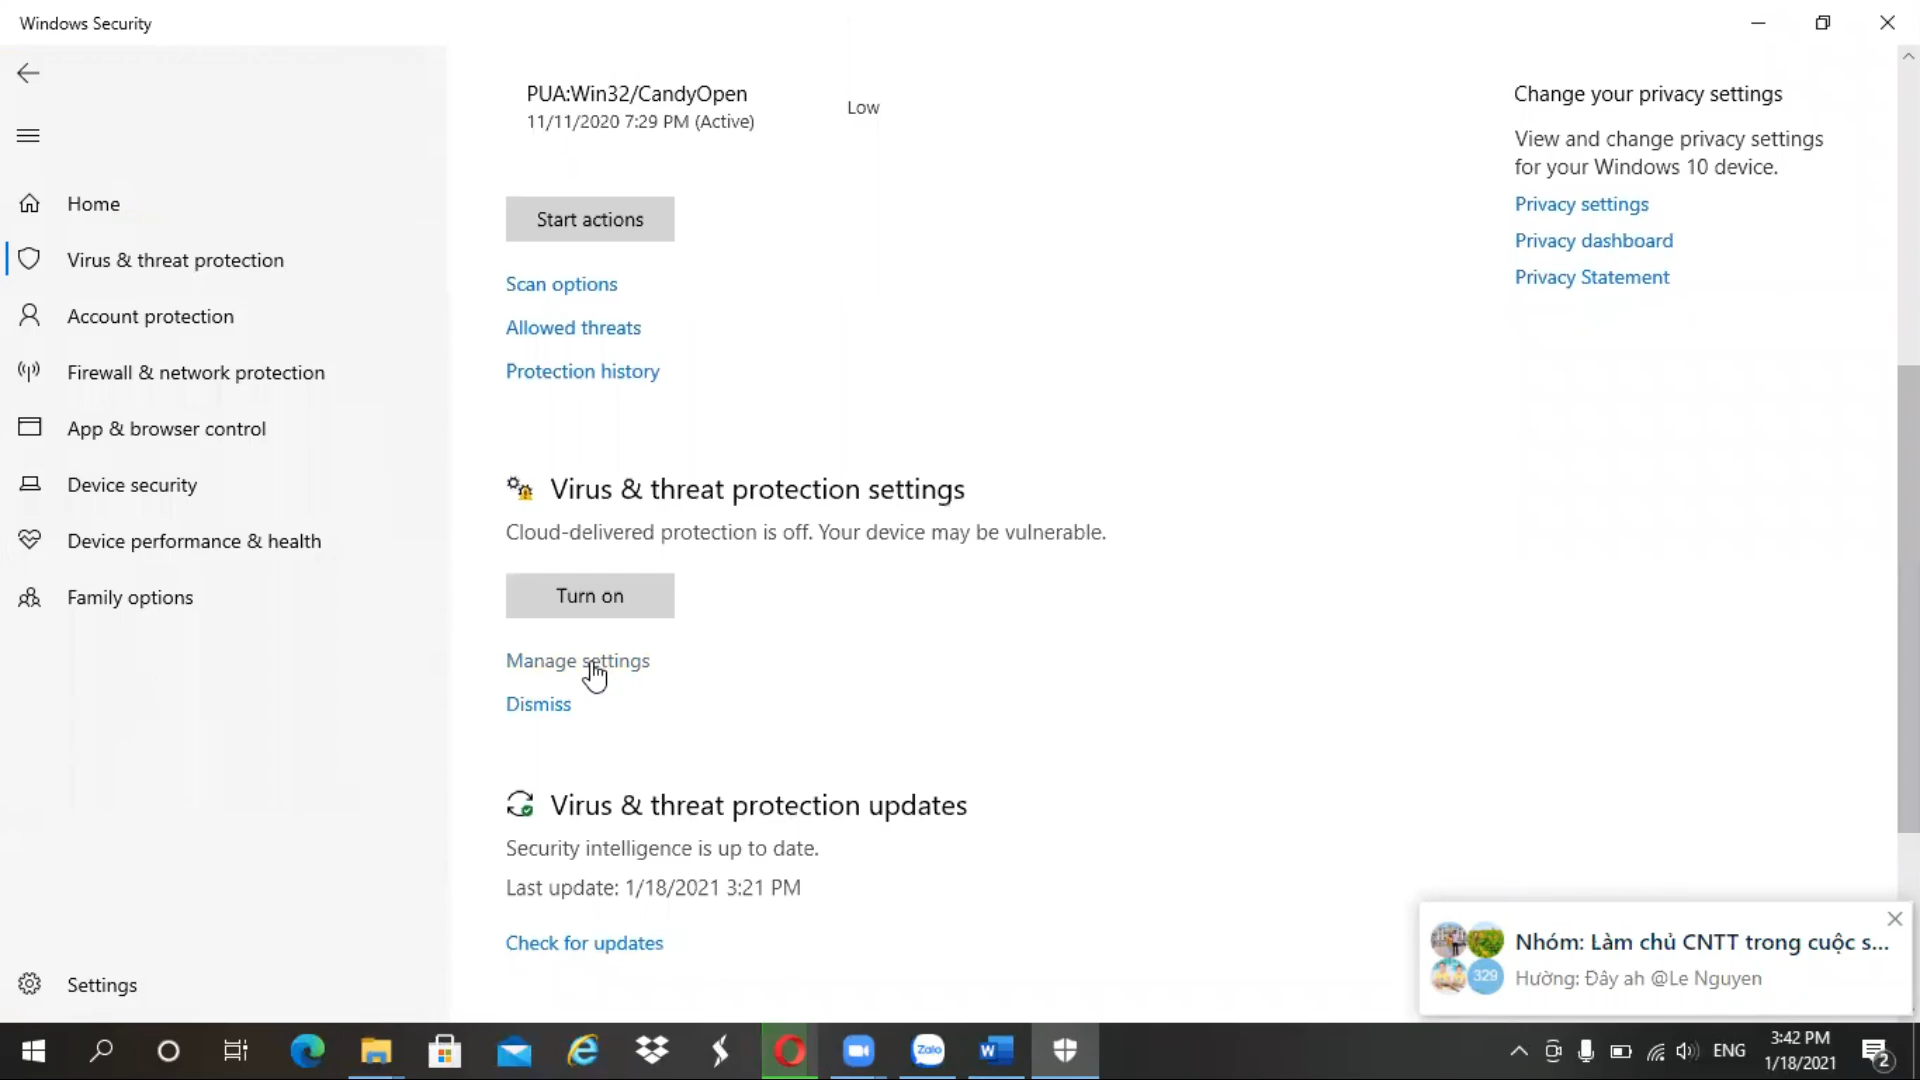 Windows Security
Home
Virus & threat protection
Account protection
Firewall & network protection
App & browser control
Device security
Device performance & health
Family options
Settings
PUA:Win32/CandyOpen
11/11/2020 7:29 PM (Active)
Low
Start actions
Scan options
Allowed threats
Protection history
Virus & threat protection settings
Cloud-delivered protection is off. Your device may be vulnerable.
Turn on
Manage settings
Dismiss
Virus & threat protection updates
Security intelligence is up to date.
Last update: 1/18/2021 3:21 PM
Check for updates
Change your privacy settings
View and change privacy settings
for your Windows 10 device.
Privacy settings
Privacy dashboard
Privacy Statement
Nhóm: Làm chủ CNTT trong cuộc s...
329
Hường: Đây ah @Le Nguyen
Zalo
W
ENG
3:42 PM
1/18/2021
2